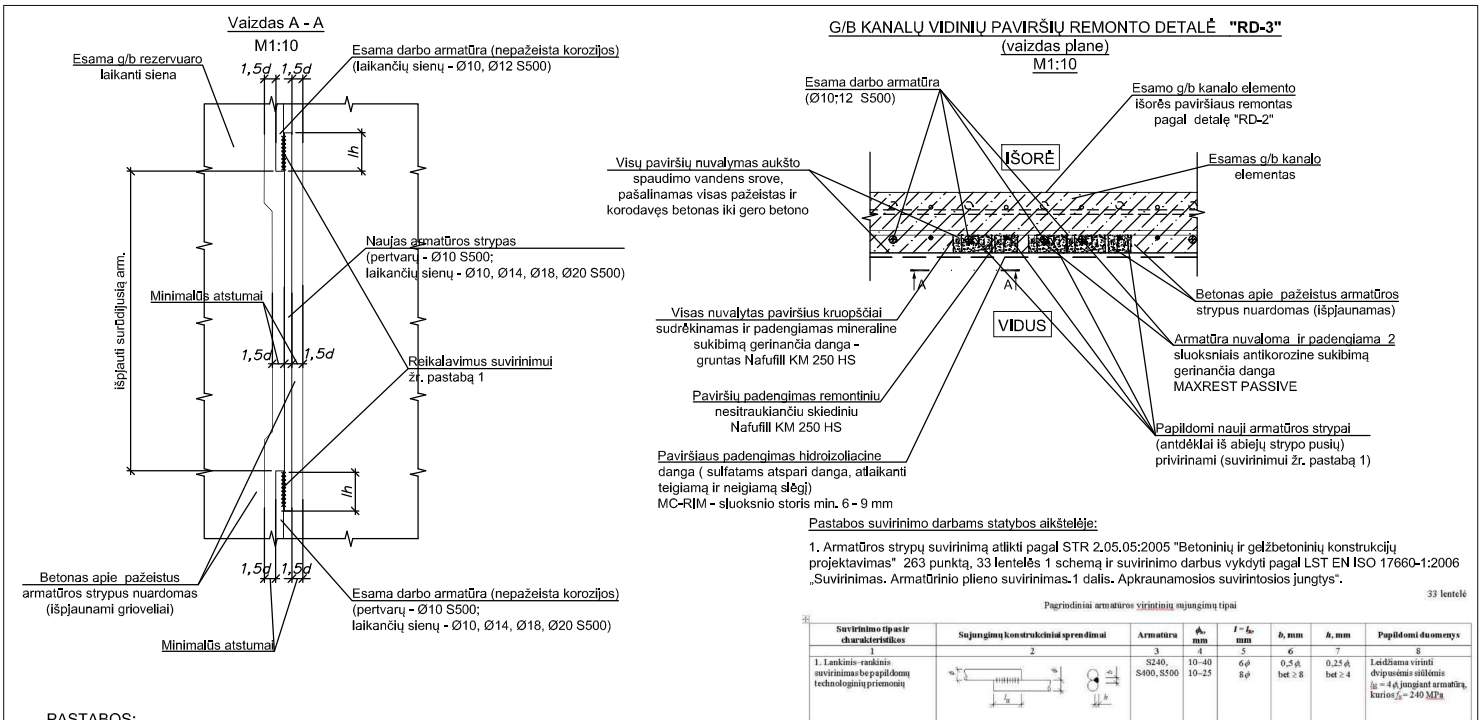 Vaizdas A - A
M1:10
Esama g/b rezervuaro
laikanti siena
1,5d 1,5d
Esama darbo armatūra (nepažeista korozijos)
(laikančių sienų - Ø10, Ø12 S500)
lh
išpjauti surūdijusią arm.
Naujas armatūros strypas
(pertvarų - Ø10 S500;
laikančių sienų - Ø10, Ø14, Ø18, Ø20 S500)
Minimalūs atstumai
1,5d 1,5d
Reikalavimus suvirinimui
žr. pastabą 1
lh
Betonas apie pažeistus
armatūros strypus nuardomas
(išpjaunami grioveliai)
1,5d 1,5d
Esama darbo armatūra (nepažeista korozijos)
(pertvarų - Ø10 S500;
laikančių sienų - Ø10, Ø14, Ø18, Ø20 S500)
Minimalūs atstumai
PASTABOS:
G/B KANALŲ VIDINIŲ PAVIRŠIŲ REMONTO DETALĖ "RD-3"
(vaizdas plane)
M1:10
Esama darbo armatūra
(Ø10;12 S500)
Esamo g/b kanalo elemento
išorės paviršiaus remontas
pagal detalę "RD-2"
Visų paviršių nuvalymas aukšto
spaudimo vandens srove,
pašalinamas visas pažeistas ir
korodavęs betonas iki gero betono
IŠORĖ
Esamas g/b kanalo
elementas
A A
VIDUS
Visas nuvalytas paviršius kruopščiai
sudrėkinamas ir padengiamas mineraline
sukibimą gerinančia danga -
gruntas Nafufill KM 250 HS
Betonas apie pažeistus armatūros
strypus nuardomas (išpjaunamas)
Armatūra nuvaloma ir padengiama 2
sluoksniais antikorozine sukibimą
gerinančia danga
MAXREST PASSIVE
Paviršių padengimas remontiniu
nesitraukiančiu skiediniu
Nafufill KM 250 HS
Papildomi nauji armatūros strypai
(antdėklai iš abiejų strypo pusių)
privirinami (suvirinimui žr. pastabą 1)
Paviršiaus padengimas hidroizoliacine
danga ( sulfatams atspari danga, atlaikanti
teigiamą ir neigiamą slėgį)
MC-RIM - sluoksnio storis min. 6 - 9 mm
Pastabos suvirinimo darbams statybos aikštelėje:
1. Armatūros strypų suvirinimą atlikti pagal STR 2.05.05:2005 "Betoninių ir gelžbetoninių konstrukcijų
projektavimas" 263 punktą, 33 lentelės 1 schemą ir suvirinimo darbus vykdyti pagal LST EN ISO 17660-1:2006
„Suvirinimas. Armatūrinio plieno suvirinimas.1 dalis. Apkraunamosios suvirintosios jungtys".
33 lentelė
Pagrindiniai armatūros virintinių sujungimų tipai
Suvirinimo tipas ir charakteristikos Sujungimų konstrukciniai sprendimai Armatūra mm mm b, mm h, mm Papildomi duomenys
1 2 3 4 5 6 7 8
1. Lankinis–rankinis S240, 10–40 6ϕ 0,5ϕ, 0,25ϕ, Leidžiama virinti
suvirinimas be papildomų S400, S500 10–25 8ϕ bet ≥ 8 bet ≥ 4 dvipusėmis siūlėmis
technologinių priemonių = 4ϕ, jungiant armatūrą,
kurios = 240 MPa